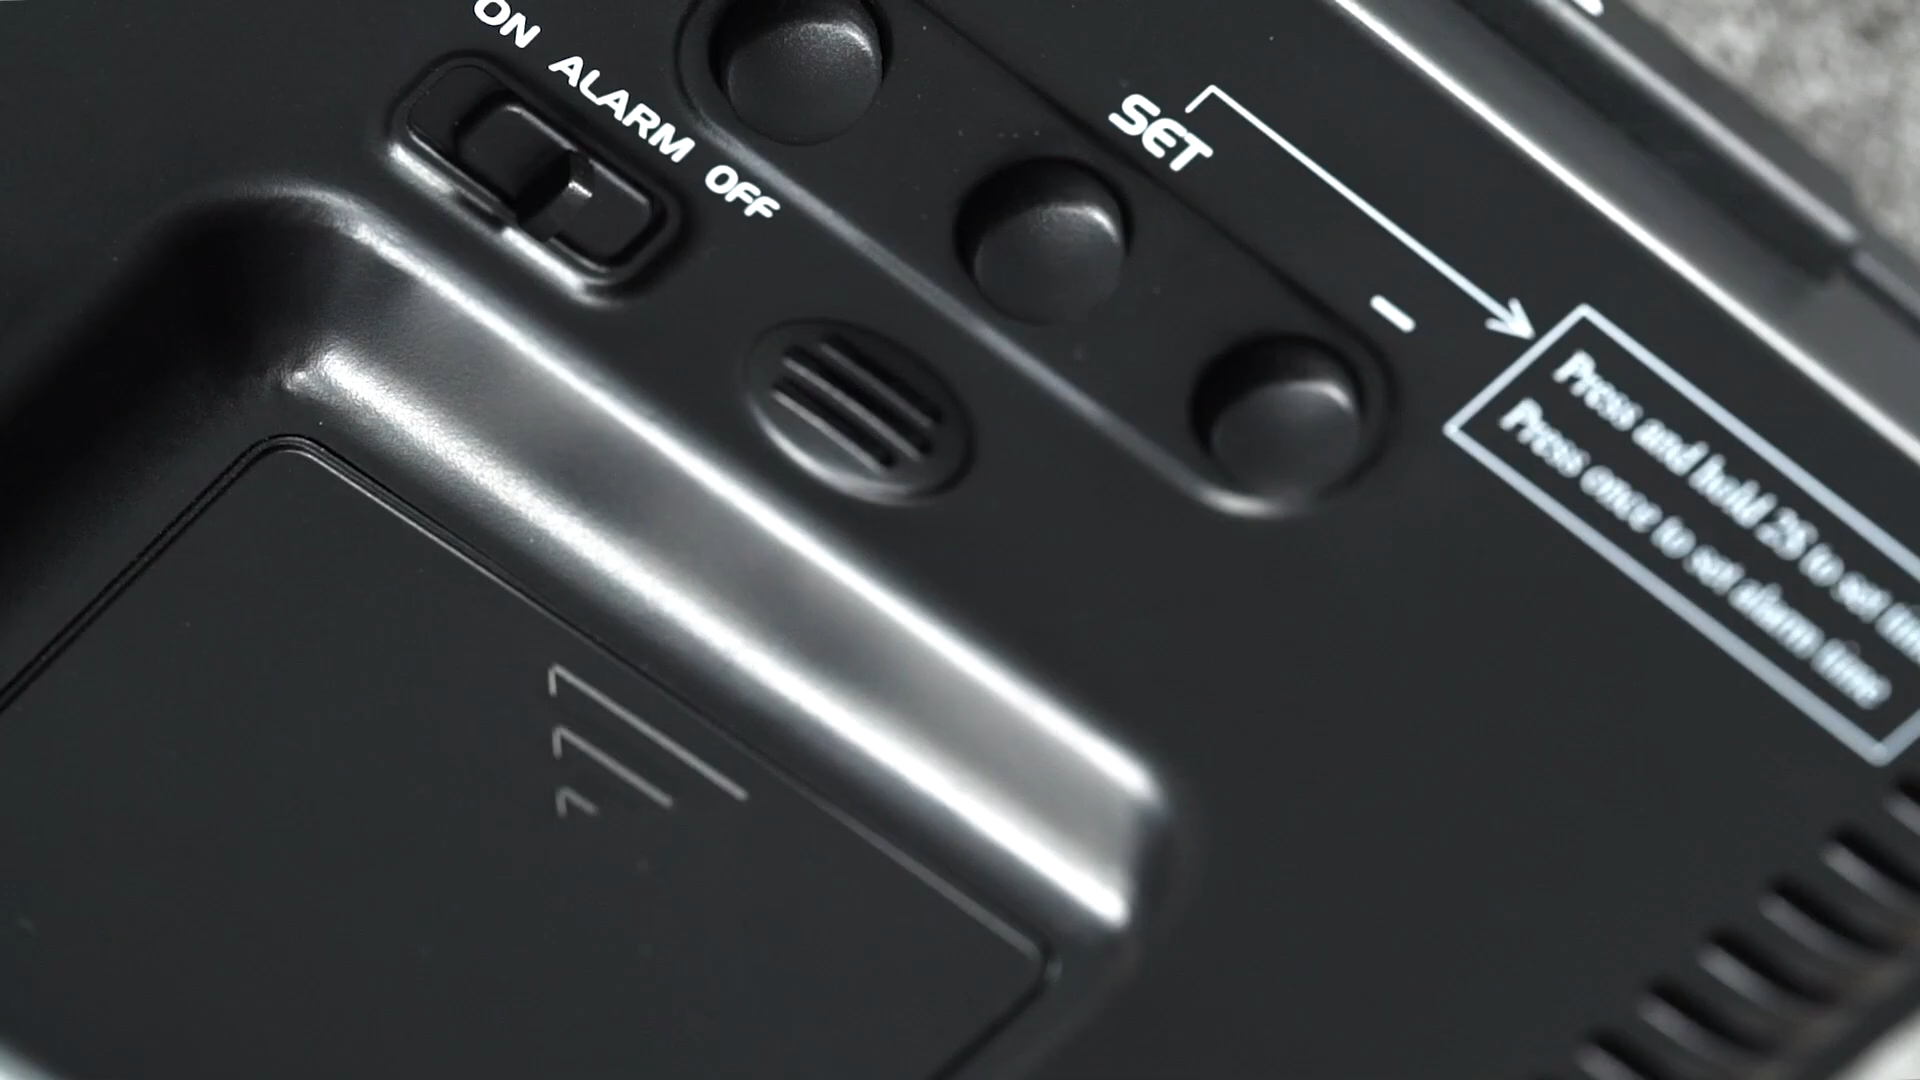 ON ALARM OFF
SET
-
Press and hold 2S to set
Press once to set alarm time